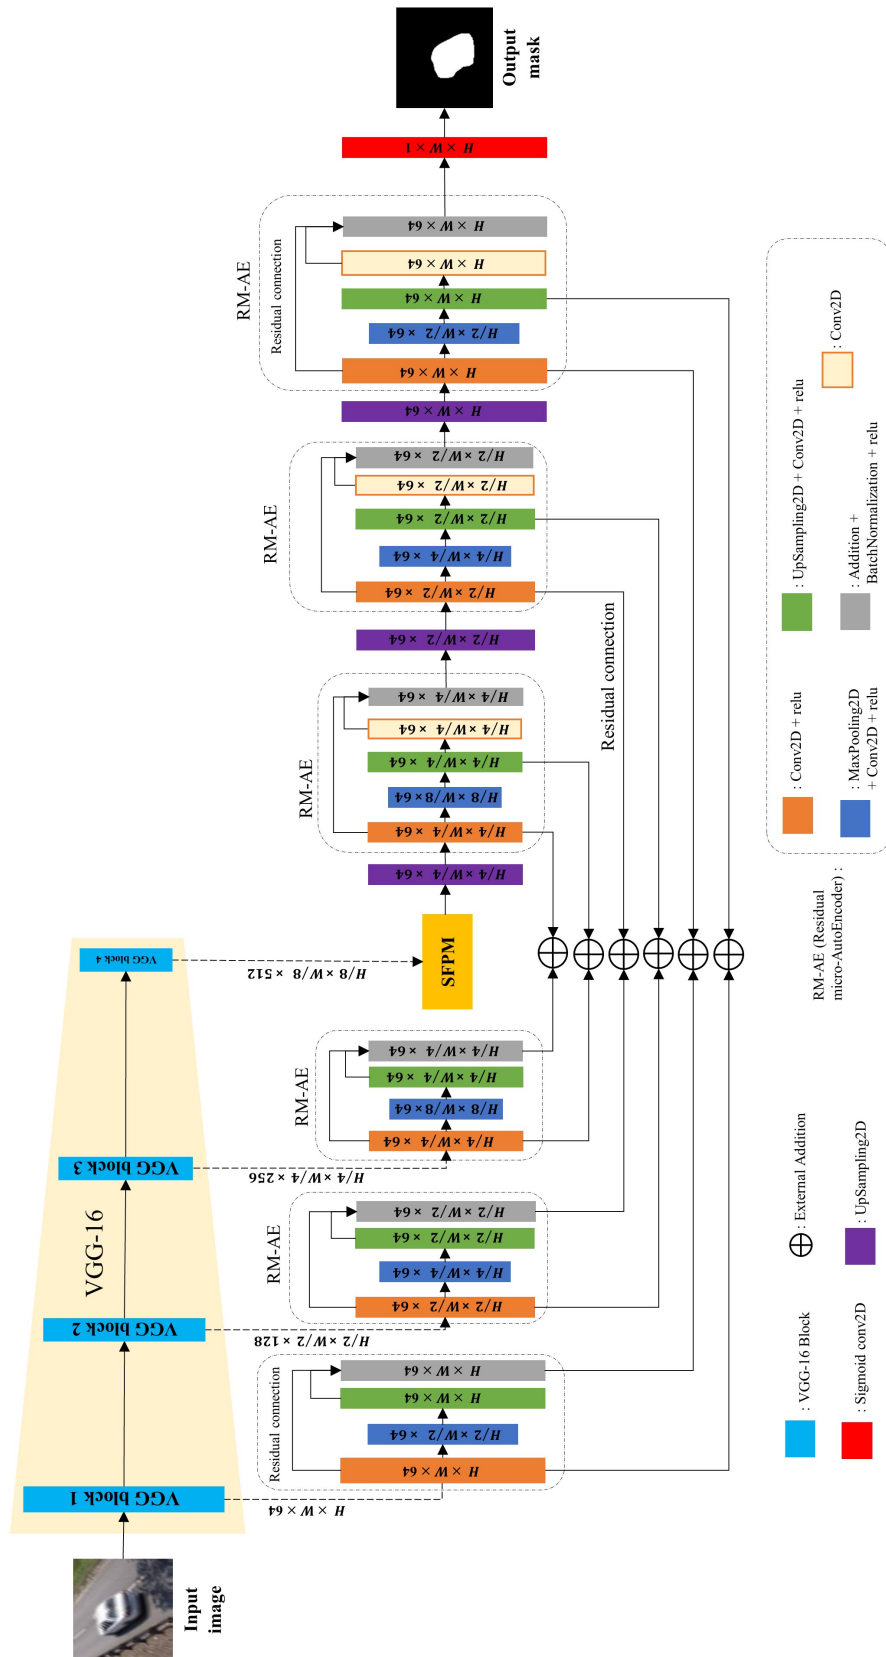 Input
image
VGG-16
VGG block 1
VGG block 2
VGG block 3
VGG block 4
H × W × 64
H/2 × W/2 × 128
H/4 × W/4 × 256
H/8 × W/8 × 512
Residual connection
H × W × 64
H/2 × W/2 × 64
H × W × 64
H × W × 64
RM-AE
H/2 × W/2 × 64
H/4 × W/4 × 64
H/2 × W/2 × 64
H/2 × W/2 × 64
RM-AE
H/4 × W/4 × 64
H/8 × W/8 × 64
H/4 × W/4 × 64
H/4 × W/4 × 64
SFPM
H/4 × W/4 × 64
RM-AE
H/4 × W/4 × 64
H/8 × W/8 × 64
H/4 × W/4 × 64
H/4 × W/4 × 64
H/4 × W/4 × 64
H/2 × W/2 × 64
RM-AE
H/2 × W/2 × 64
H/4 × W/4 × 64
H/2 × W/2 × 64
H/2 × W/2 × 64
H/2 × W/2 × 64
H × W × 64
RM-AE
Residual connection
H × W × 64
H/2 × W/2 × 64
H × W × 64
H × W × 64
H × W × 64
H × W × 1
Output
mask
Residual connection
: VGG-16 Block
: External Addition
: Sigmoid conv2D
: UpSampling2D
RM-AE (Residual
micro-AutoEncoder) :
: Conv2D + relu
: UpSampling2D + Conv2D + relu
: MaxPooling2D
+ Conv2D + relu
: Addition +
BatchNormalization + relu
: Conv2D